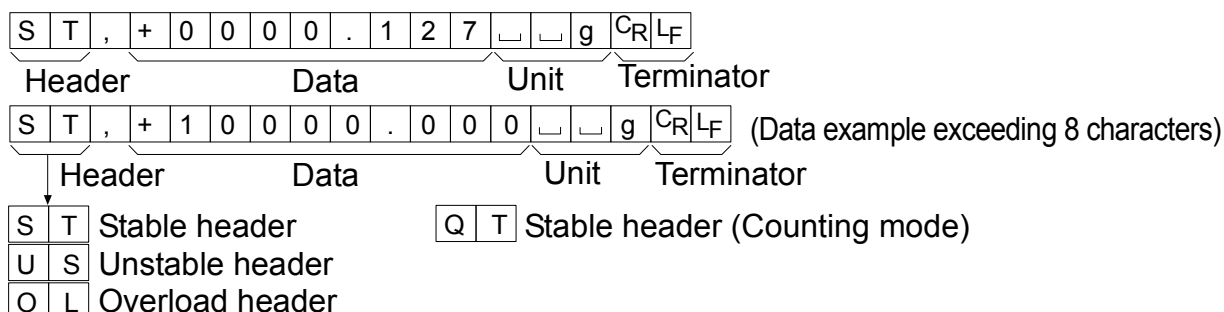 S T , + 0 0 0 0 . 1 2 7 ␣ ␣ g CR LF
Header Data Unit Terminator
S T , + 1 0 0 0 0 . 0 0 0 ␣ ␣ g CR LF (Data example exceeding 8 characters)
Header Data Unit Terminator
S T Stable header Q T Stable header (Counting mode)
U S Unstable header
O L Overload header